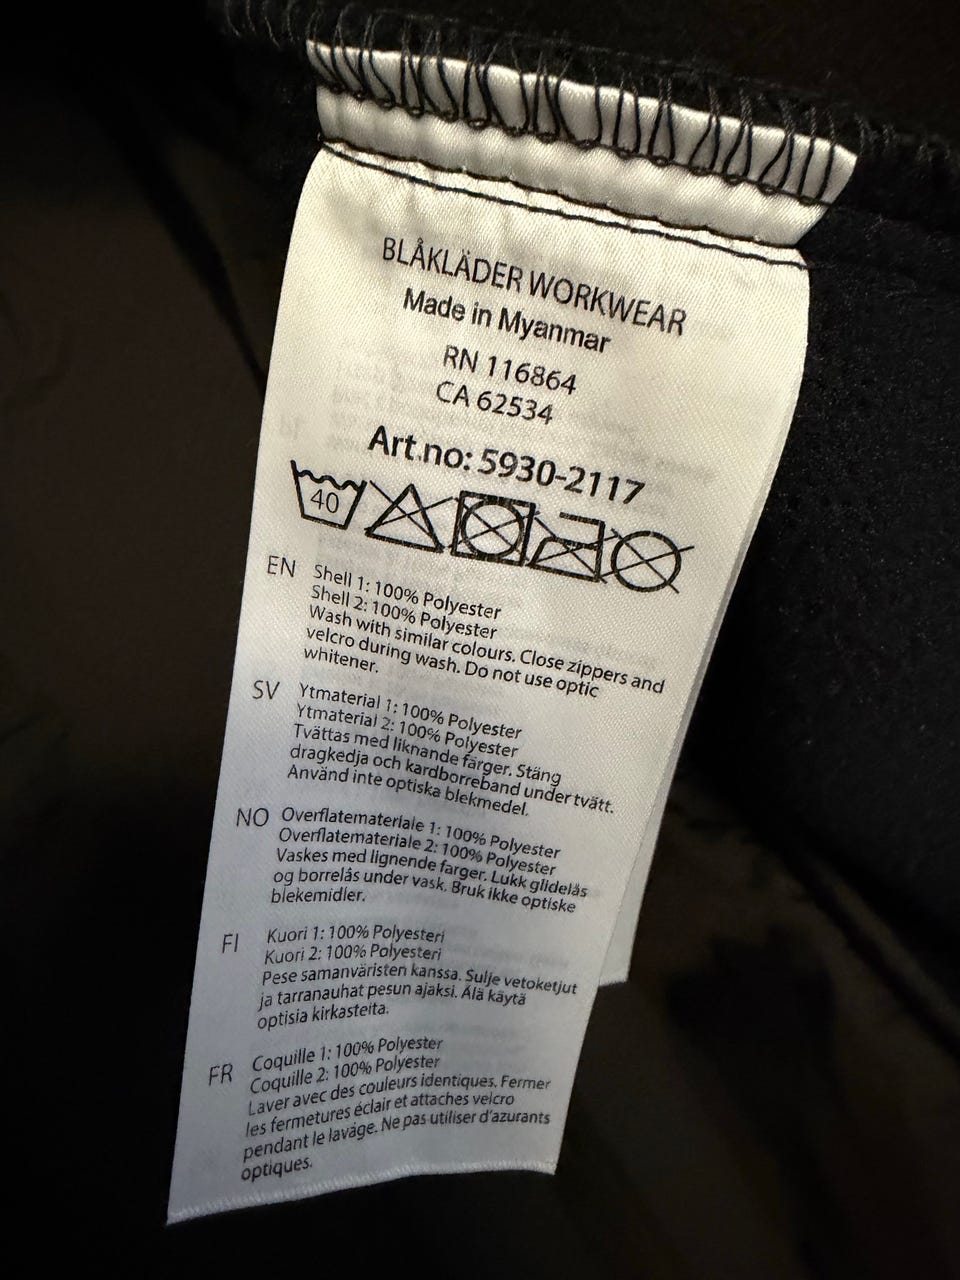 BLÅKLÄDER WORKWEAR
Made in Myanmar
RN 116864
CA 62534
Art.no: 5930-2117
40
EN Shell 1: 100% Polyester
Shell 2: 100% Polyester
Wash with similar colours. Close zippers and
velcro during wash. Do not use optic
whitener.
SV Ytmaterial 1: 100% Polyester
Ytmaterial 2: 100% Polyester
Tvättas med liknande färger. Stäng
dragkedja och kardborreband under tvätt.
Använd inte optiska blekmedel.
NO Overflatemateriale 1: 100% Polyester
Overflatemateriale 2: 100% Polyester
Vaskes med lignende farger. Lukk glidelås
og borrelås under vask. Bruk ikke optiske
blekemidler.
FI Kuori 1: 100% Polyesteri
Kuori 2: 100% Polyesteri
Pese samanväristen kanssa. Sulje vetoketjut
ja tarranauhat pesun ajaksi. Älä käytä
optisia kirkasteita.
FR Coquille 1: 100% Polyester
Coquille 2: 100% Polyester
Laver avec des couleurs identiques. Fermer
les fermetures éclair et attaches velcro
pendant le lavage. Ne pas utiliser d'azurants
optiques.